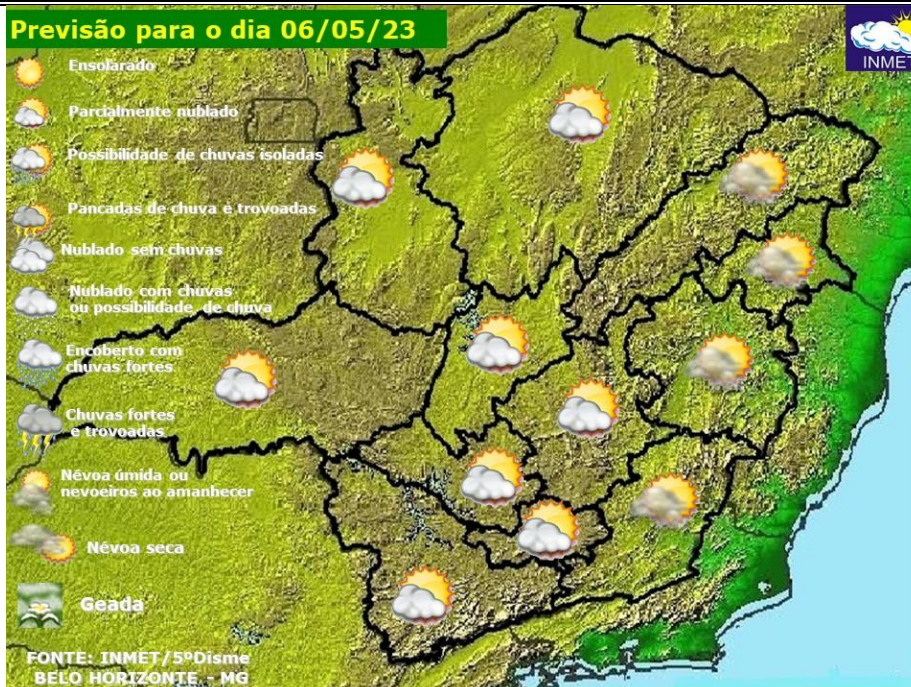 Previsão para o dia 06/05/23
INMET
Ensolarado
Parcialmente nublado
Possibilidade de chuvas isoladas
Pancadas de chuva e trovoadas
Nublado sem chuvas
Nublado com chuvas
ou possibilidade de chuva
Encoberto com
chuvas fortes
Chuvas fortes
e trovoadas
Névoa úmida ou
nevoeiros ao amanhecer
Névoa seca
Geada
FONTE: INMET/5ºDisme
BELO HORIZONTE - MG